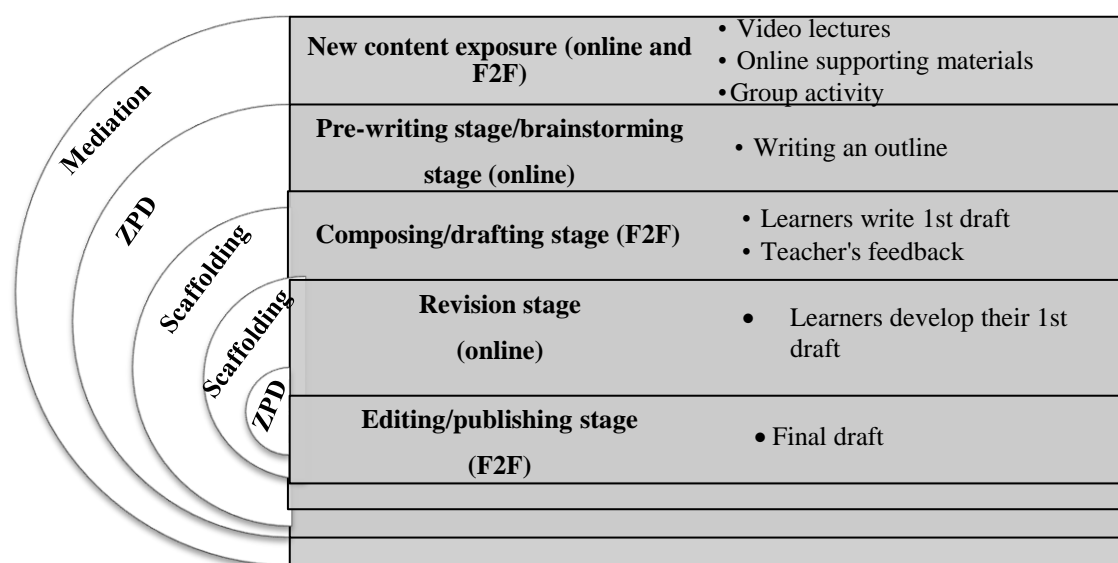 Mediation
New content exposure (online and
F2F)
• Video lectures
• Online supporting materials
•Group activity
ZPD
Pre-writing stage/brainstorming
stage (online)
• Writing an outline
Scaffolding
Composing/drafting stage (F2F)
• Learners write 1st draft
• Teacher's feedback
Scaffolding
Revision stage
(online)
• Learners develop their 1st
draft
ZPD
Editing/publishing stage
(F2F)
• Final draft